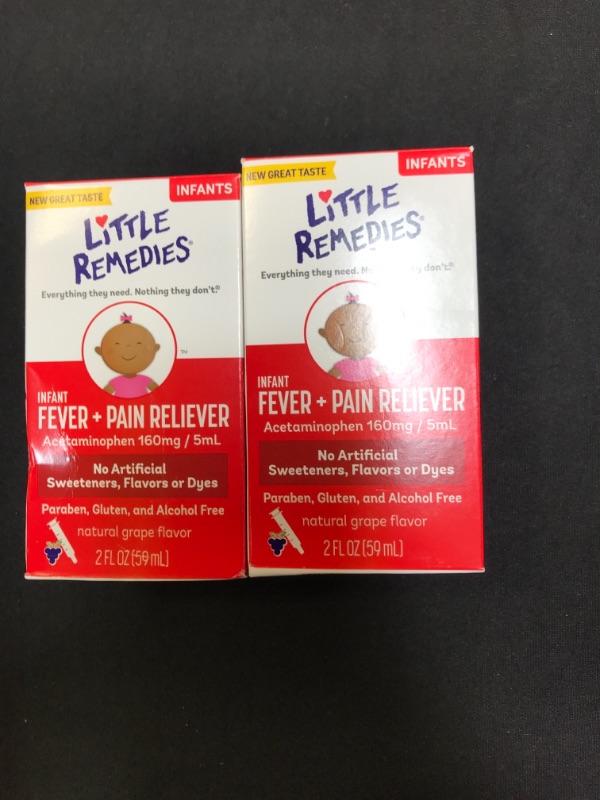 NEW GREAT TASTE
INFANTS
LiTTLE
REMEDIES®
Everything they need. Nothing they don't.®
TM
INFANT
FEVER + PAIN RELIEVER
Acetaminophen 160mg / 5mL
No Artificial
Sweeteners, Flavors or Dyes
Paraben, Gluten, and Alcohol Free
natural grape flavor
2 FL OZ (59 mL)
NEW GREAT TASTE
INFANTS
LiTTLE
REMEDIES®
Everything they need. don't.®
INFANT
FEVER + PAIN RELIEVER
Acetaminophen 160mg / 5mL
No Artificial
Sweeteners, Flavors or Dyes
Paraben, Gluten, and Alcohol Free
natural grape flavor
2 FL OZ (59 mL)